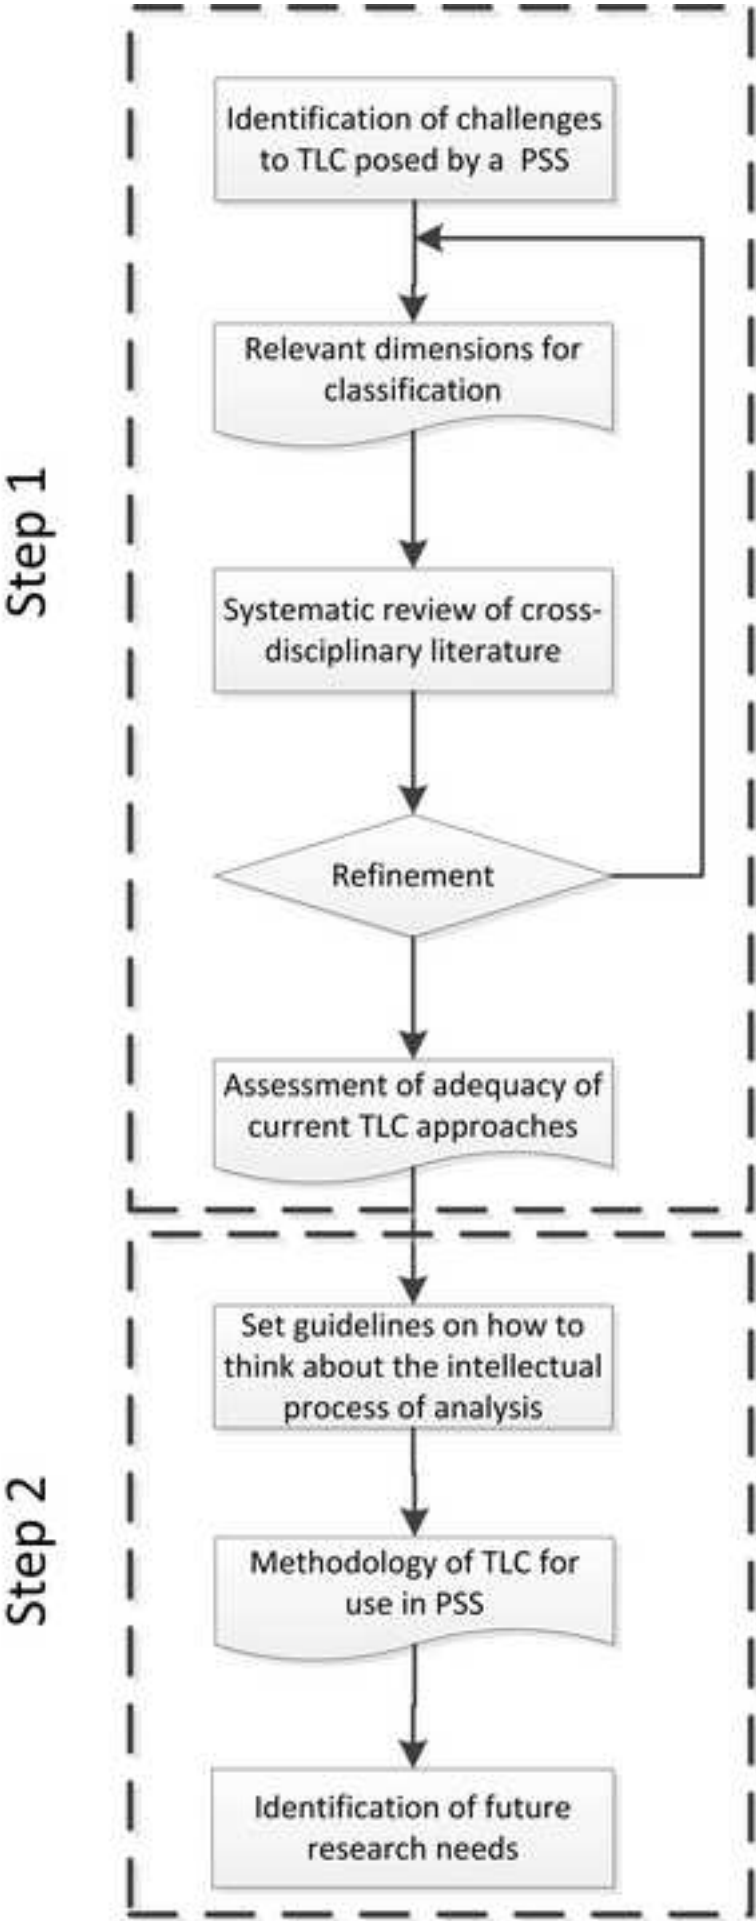 Step 1
Identification of challenges
to TLC posed by a PSS
Relevant dimensions for
classification
Systematic review of cross-
disciplinary literature
Refinement
Assessment of adequacy of
current TLC approaches
Step 2
Set guidelines on how to
think about the intellectual
process of analysis
Methodology of TLC for
use in PSS
Identification of future
research needs